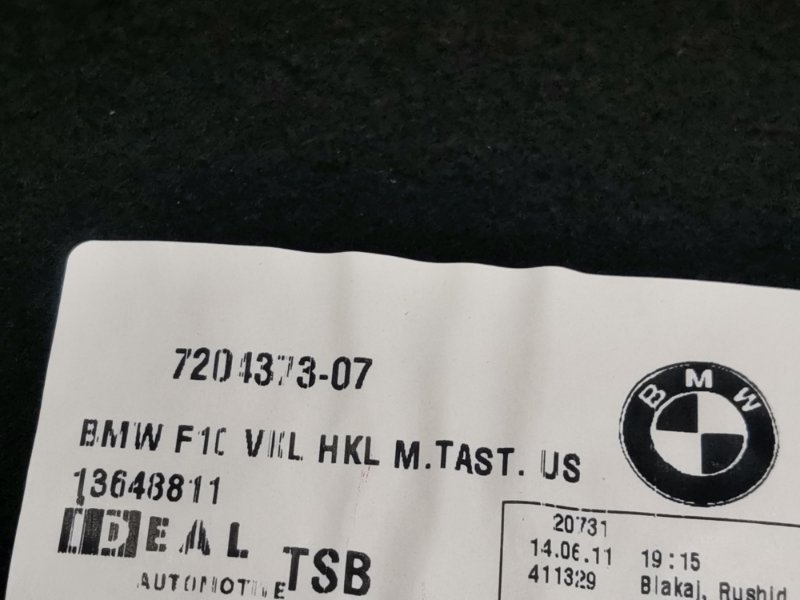 7204373-07
BMW F10 VKL HKL M.TAST. US
13648811
IDEAL
AUTOMOTIVE TSB
BMW
20731
14.06.11 19:15
411329 Blakaj, Rushid